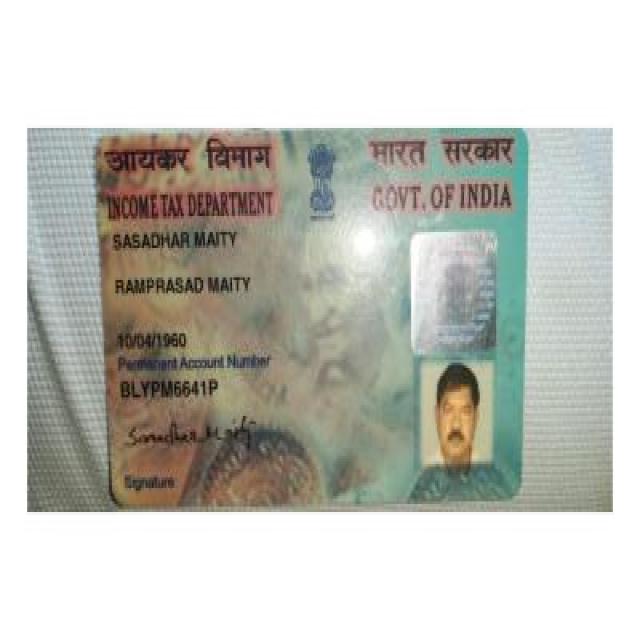 आयकर विभाग
भारत सरकार
INCOME TAX DEPARTMENT
GOVT. OF INDIA
SASADHAR MAITY
RAMPRASAD MAITY
10/04/1960
Permanent Account Number
BLYPM6641P
Sasadhar Maity
Signature